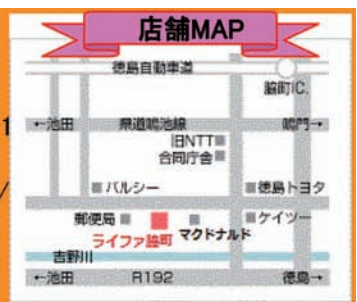 店舗MAP
徳島自動車道
脇町IC.
1
←池田 県道鳴池線 鳴門→
旧NTT
合同庁舎
/
パルシー 徳島トヨタ
郵便局 マクドナルド ケイツー
ライファ脇町
吉野川
←池田 R192 徳島→